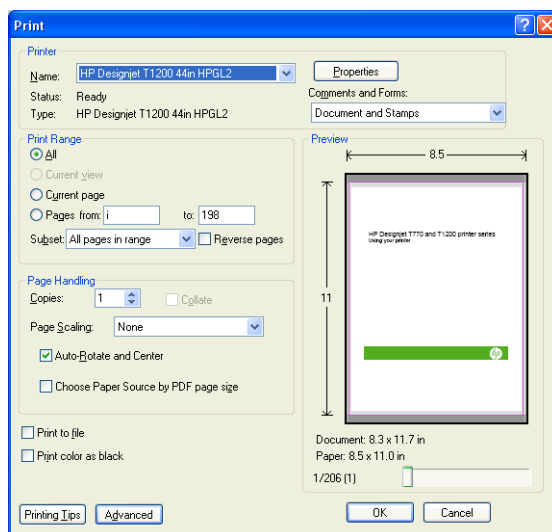 Print
Printer
Name: HP Designjet T1200 44in HPGL2 Properties
Status: Ready Comments and Forms:
Type: HP Designjet T1200 44in HPGL2 Document and Stamps
Print Range
All
Current view
Current page
Pages from: i to: 198
Subset: All pages in range Reverse pages
Page Handling
Copies: 1 Collate
Page Scaling: None
Auto-Rotate and Center
Choose Paper Source by PDF page size
Print to file
Print color as black
Printing Tips Advanced
Preview
8.5
11
HP Designjet T770 and T1200 printer series
Using your printer
hp
Document: 8.3 x 11.7 in
Paper: 8.5 x 11.0 in
1/206 (1)
OK Cancel